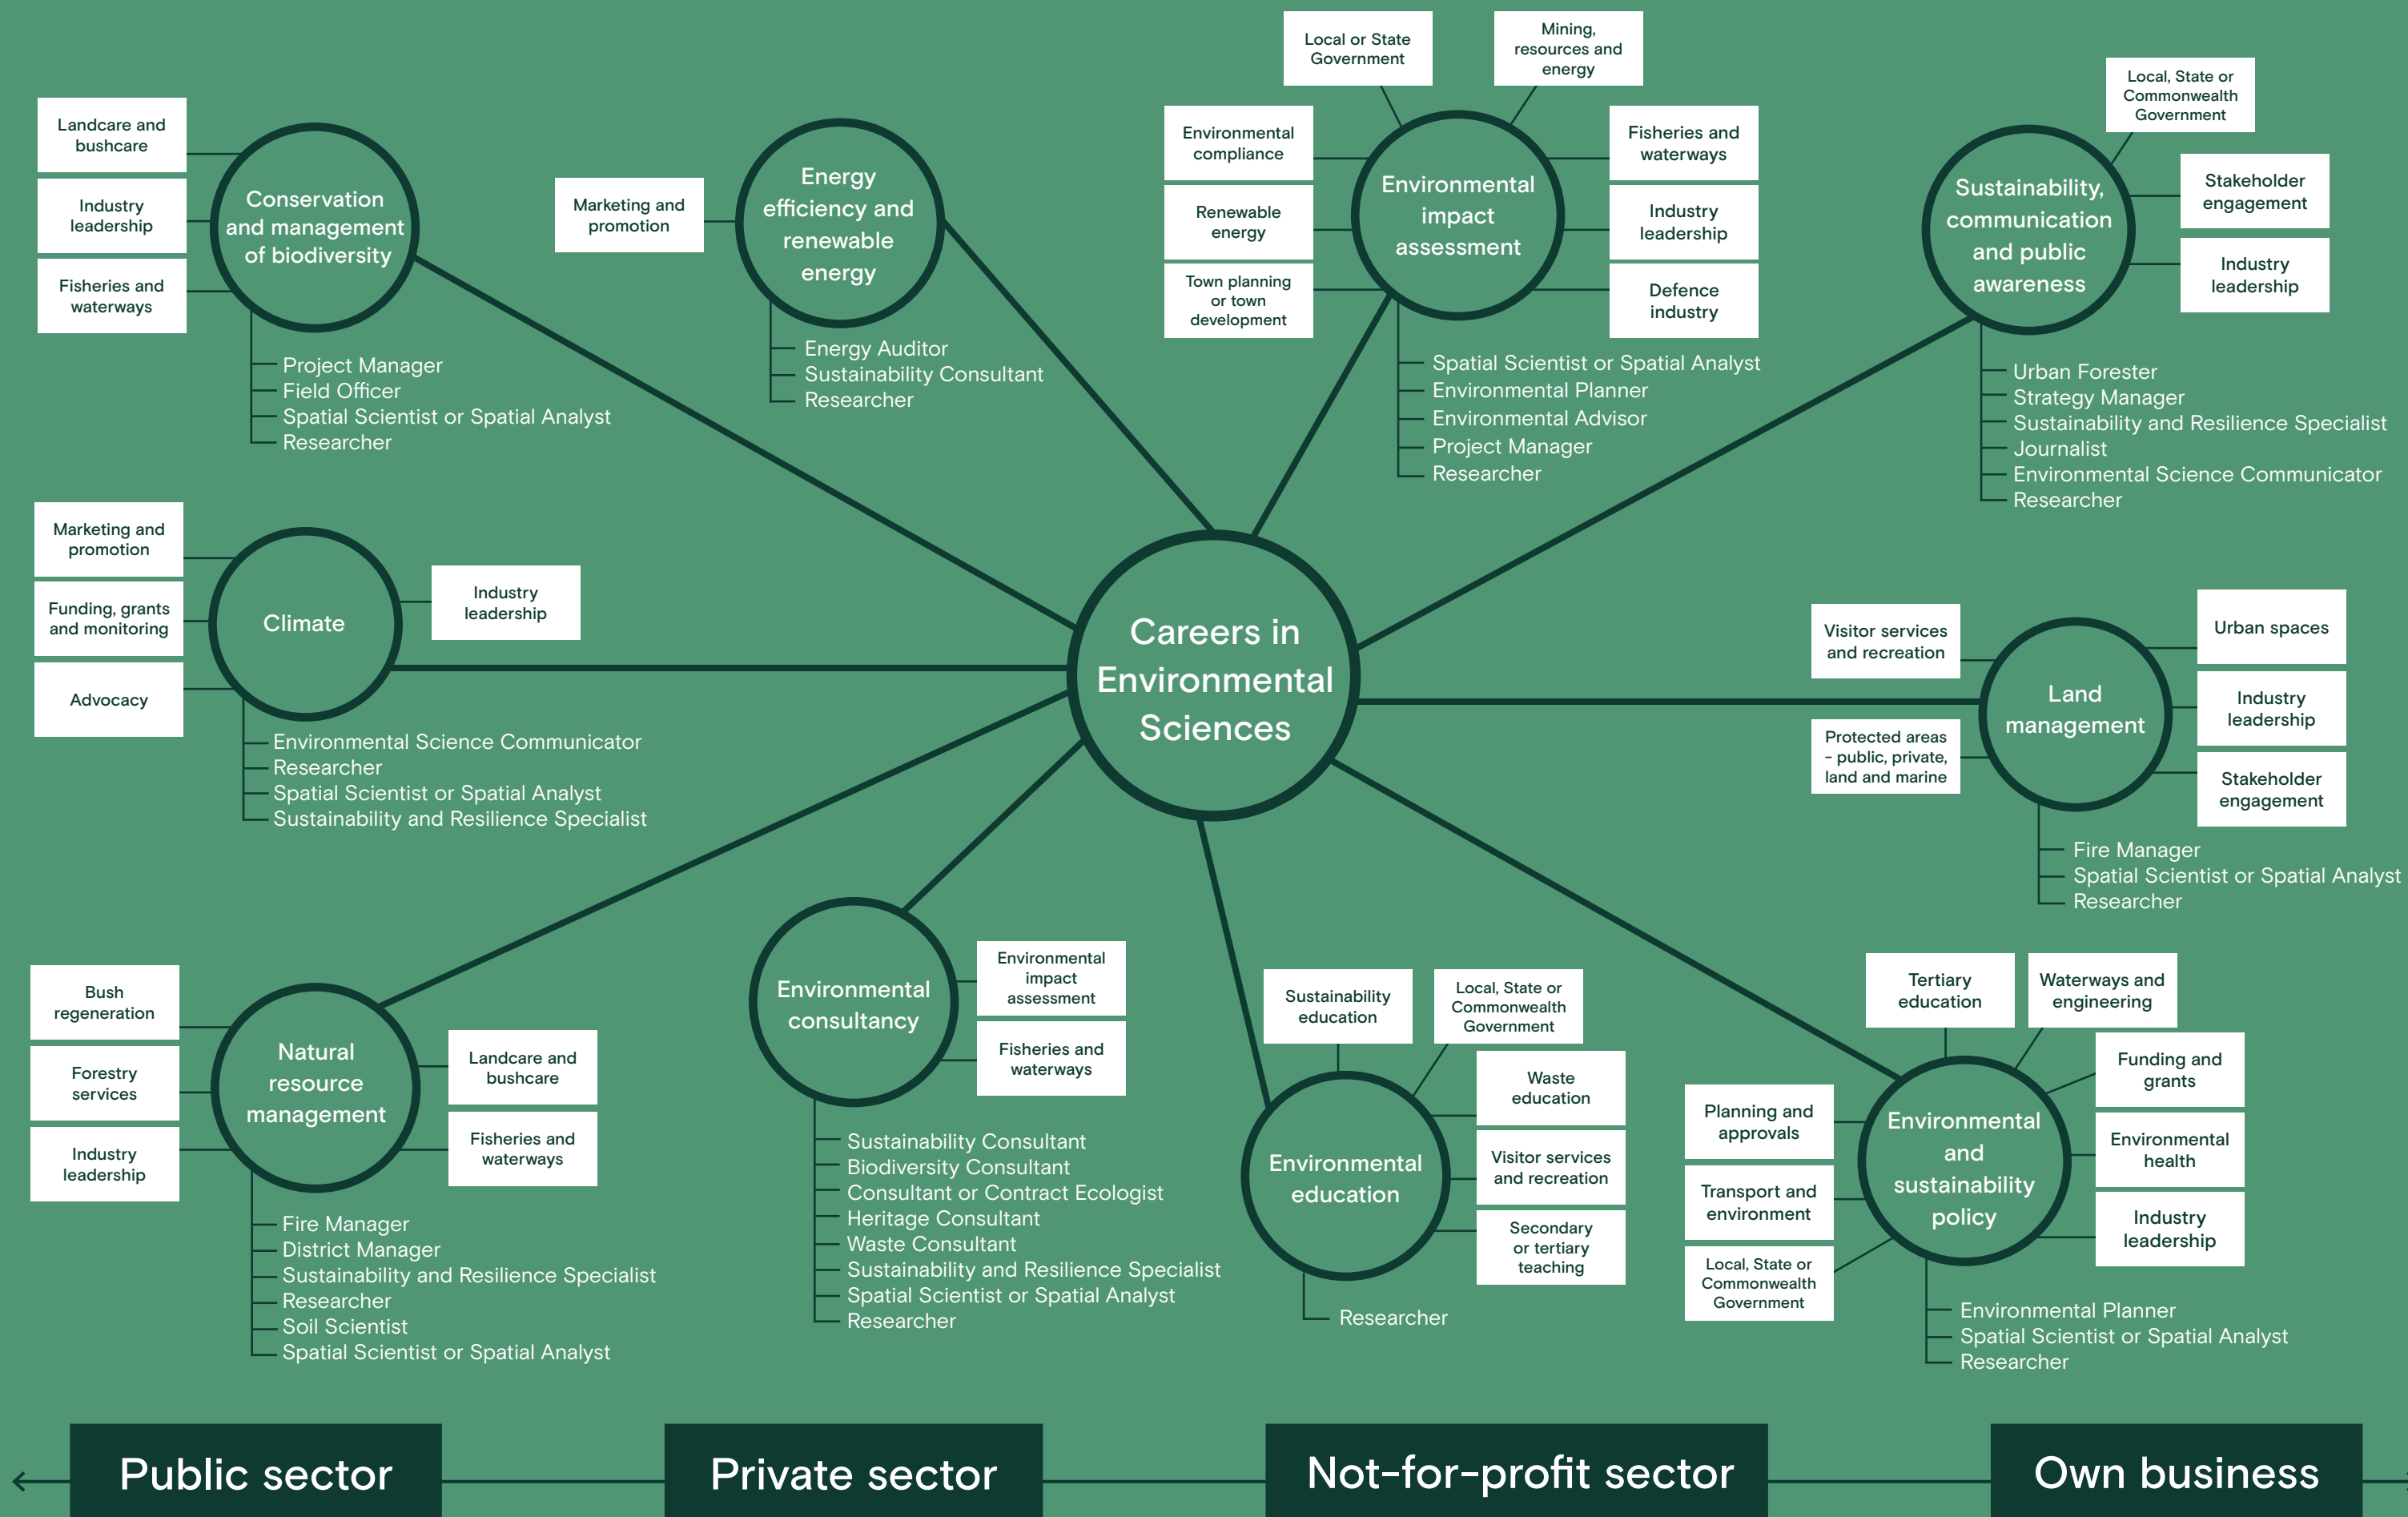 Landcare and
bushcare
Industry
leadership
Fisheries and
waterways
Conservation
and management
of biodiversity
Project Manager
Field Officer
Spatial Scientist or Spatial Analyst
Researcher
Marketing and
promotion
Energy
efficiency and
renewable
energy
Energy Auditor
Sustainability Consultant
Researcher
Local or State
Government
Mining,
resources and
energy
Environmental
compliance
Renewable
energy
Town planning
or town
development
Environmental
impact
assessment
Fisheries and
waterways
Industry
leadership
Defence
industry
Spatial Scientist or Spatial Analyst
Environmental Planner
Environmental Advisor
Project Manager
Researcher
Local, State or
Commonwealth
Government
Sustainability,
communication
and public
awareness
Stakeholder
engagement
Industry
leadership
Urban Forester
Strategy Manager
Sustainability and Resilience Specialist
Journalist
Environmental Science Communicator
Researcher
Marketing and
promotion
Funding, grants
and monitoring
Advocacy
Climate
Industry
leadership
Environmental Science Communicator
Researcher
Spatial Scientist or Spatial Analyst
Sustainability and Resilience Specialist
Careers in
Environmental
Sciences
Visitor services
and recreation
Protected areas
- public, private,
land and marine
Land
management
Urban spaces
Industry
leadership
Stakeholder
engagement
Fire Manager
Spatial Scientist or Spatial Analyst
Researcher
Bush
regeneration
Forestry
services
Industry
leadership
Natural
resource
management
Landcare and
bushcare
Fisheries and
waterways
Fire Manager
District Manager
Sustainability and Resilience Specialist
Researcher
Soil Scientist
Spatial Scientist or Spatial Analyst
Environmental
consultancy
Environmental
impact
assessment
Fisheries and
waterways
Sustainability Consultant
Biodiversity Consultant
Consultant or Contract Ecologist
Heritage Consultant
Waste Consultant
Sustainability and Resilience Specialist
Spatial Scientist or Spatial Analyst
Researcher
Sustainability
education
Local, State or
Commonwealth
Government
Environmental
education
Waste
education
Visitor services
and recreation
Secondary
or tertiary
teaching
Researcher
Tertiary
education
Waterways and
engineering
Planning and
approvals
Transport and
environment
Local, State or
Commonwealth
Government
Environmental
and
sustainability
policy
Funding and
grants
Environmental
health
Industry
leadership
Environmental Planner
Spatial Scientist or Spatial Analyst
Researcher
Public sector
Private sector
Not-for-profit sector
Own business